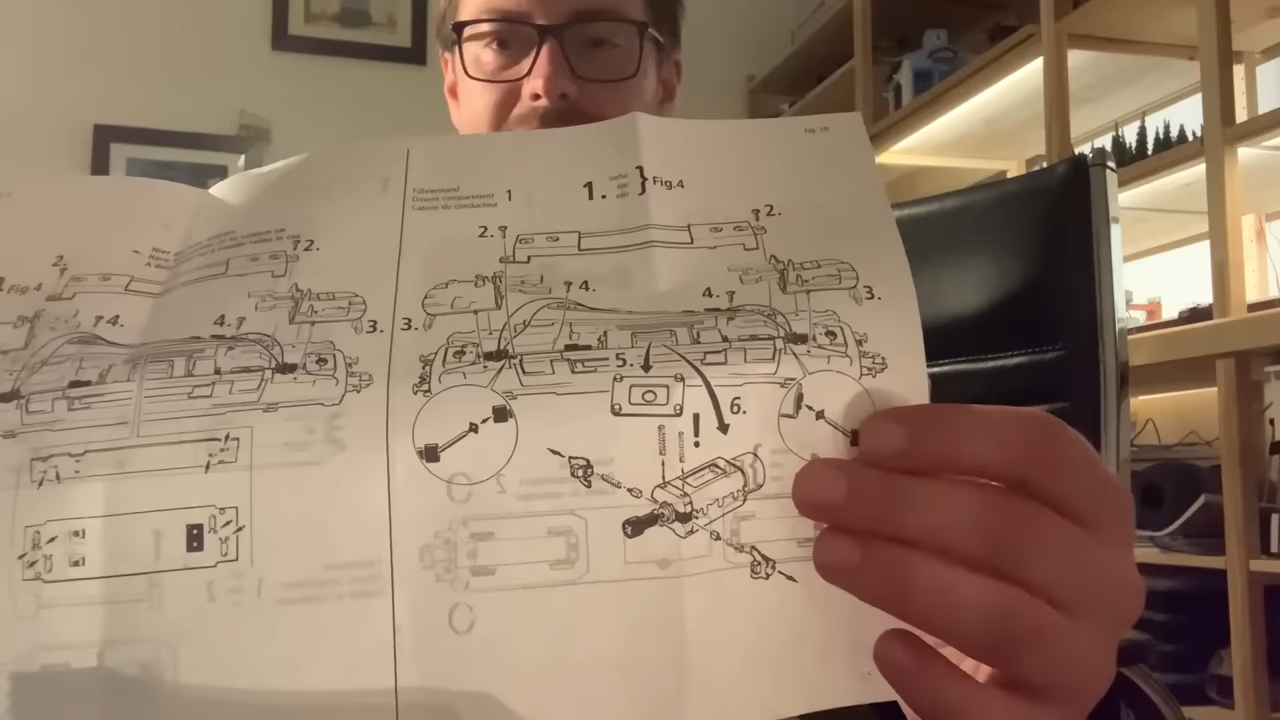 Fig. 10
Führerstand
Drivers compartment
Cabine du conducteur
1
1.
siehe
see
voir
Fig.4
2.
2.
4.
4.
3.
3.
5.
6.
!
Fig.4
2.
2.
4.
4.
3.